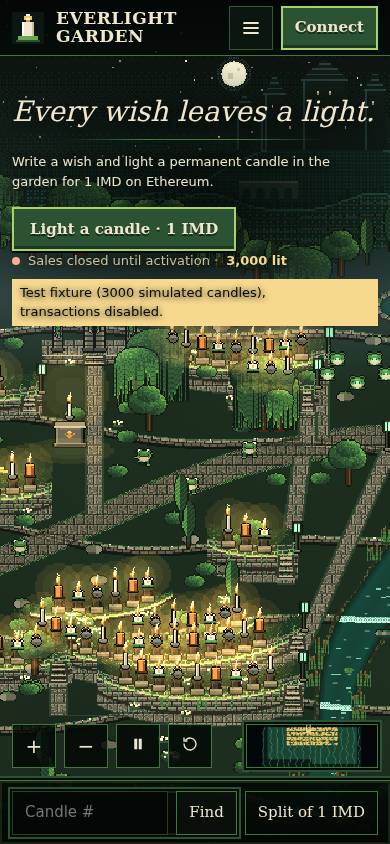 EVERLIGHT
GARDEN
Connect
Every wish leaves a light.
Write a wish and light a permanent candle in the
garden for 1 IMD on Ethereum.
Light a candle · 1 IMD
Sales closed until activation · 3,000 lit
Test fixture (3000 simulated candles),
transactions disabled.
Candle #
Find
Split of 1 IMD